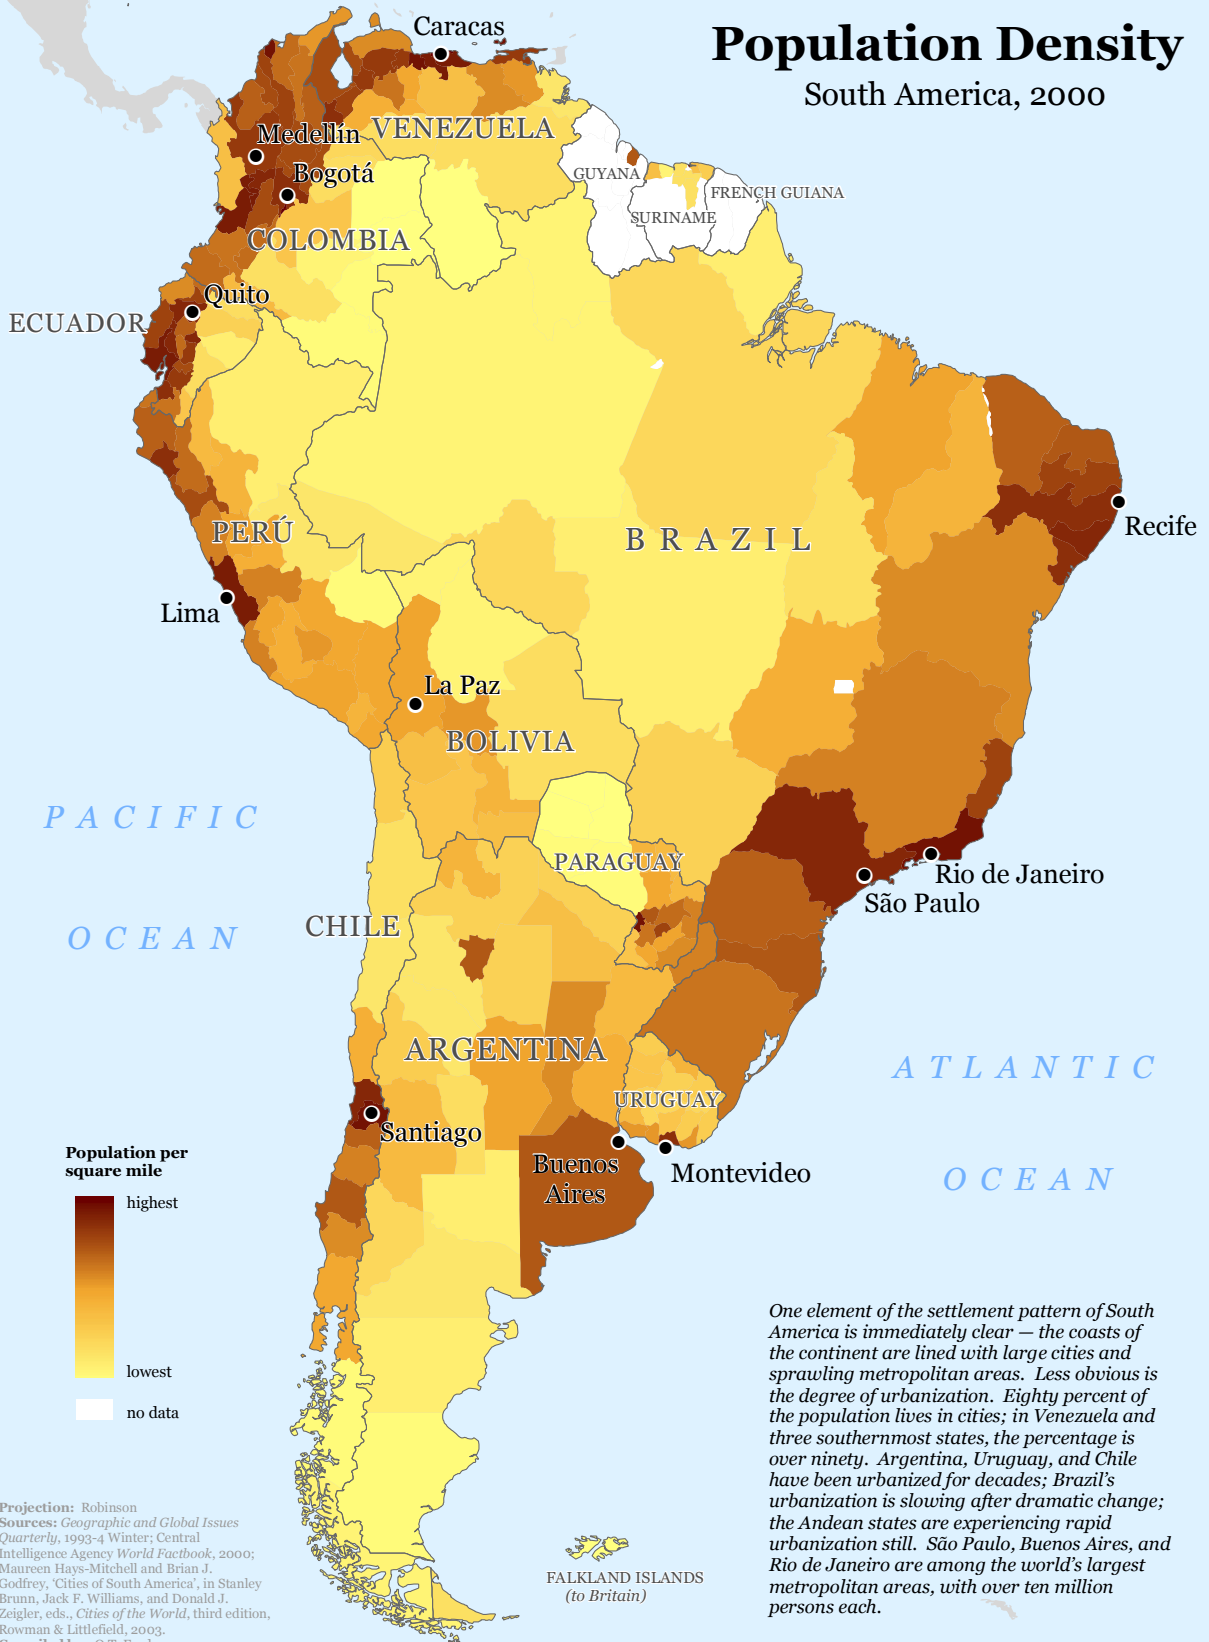 Population Density
South America, 2000
Caracas
Medellín
VENEZUELA
Bogotá
GUYANA
FRENCH GUIANA
SURINAME
COLOMBIA
Quito
ECUADOR
Recife
PERÚ
BRAZIL
Lima
La Paz
BOLIVIA
PACIFIC
OCEAN
PARAGUAY
Rio de Janeiro
São Paulo
CHILE
ARGENTINA
ATLANTIC
OCEAN
URUGUAY
Santiago
Buenos
Aires
Montevideo
Population per
square mile
highest
lowest
no data
One element of the settlement pattern of South
America is immediately clear — the coasts of
the continent are lined with large cities and
sprawling metropolitan areas. Less obvious is
the degree of urbanization. Eighty percent of
the population lives in cities; in Venezuela and
three southernmost states, the percentage is
over ninety. Argentina, Uruguay, and Chile
have been urbanized for decades; Brazil's
urbanization is slowing after dramatic change;
the Andean states are experiencing rapid
urbanization still. São Paulo, Buenos Aires, and
Rio de Janeiro are among the world's largest
metropolitan areas, with over ten million
persons each.
FALKLAND ISLANDS
(to Britain)
Projection: Robinson
Sources: Geographic and Global Issues
Quarterly, 1993-4 Winter; Central
Intelligence Agency World Factbook, 2000;
Maureen Hays-Mitchell and Brian J.
Godfrey, 'Cities of South America', in Stanley
Brunn, Jack F. Williams, and Donald J.
Zeigler, eds., Cities of the World, third edition,
Rowman & Littlefield, 2003.